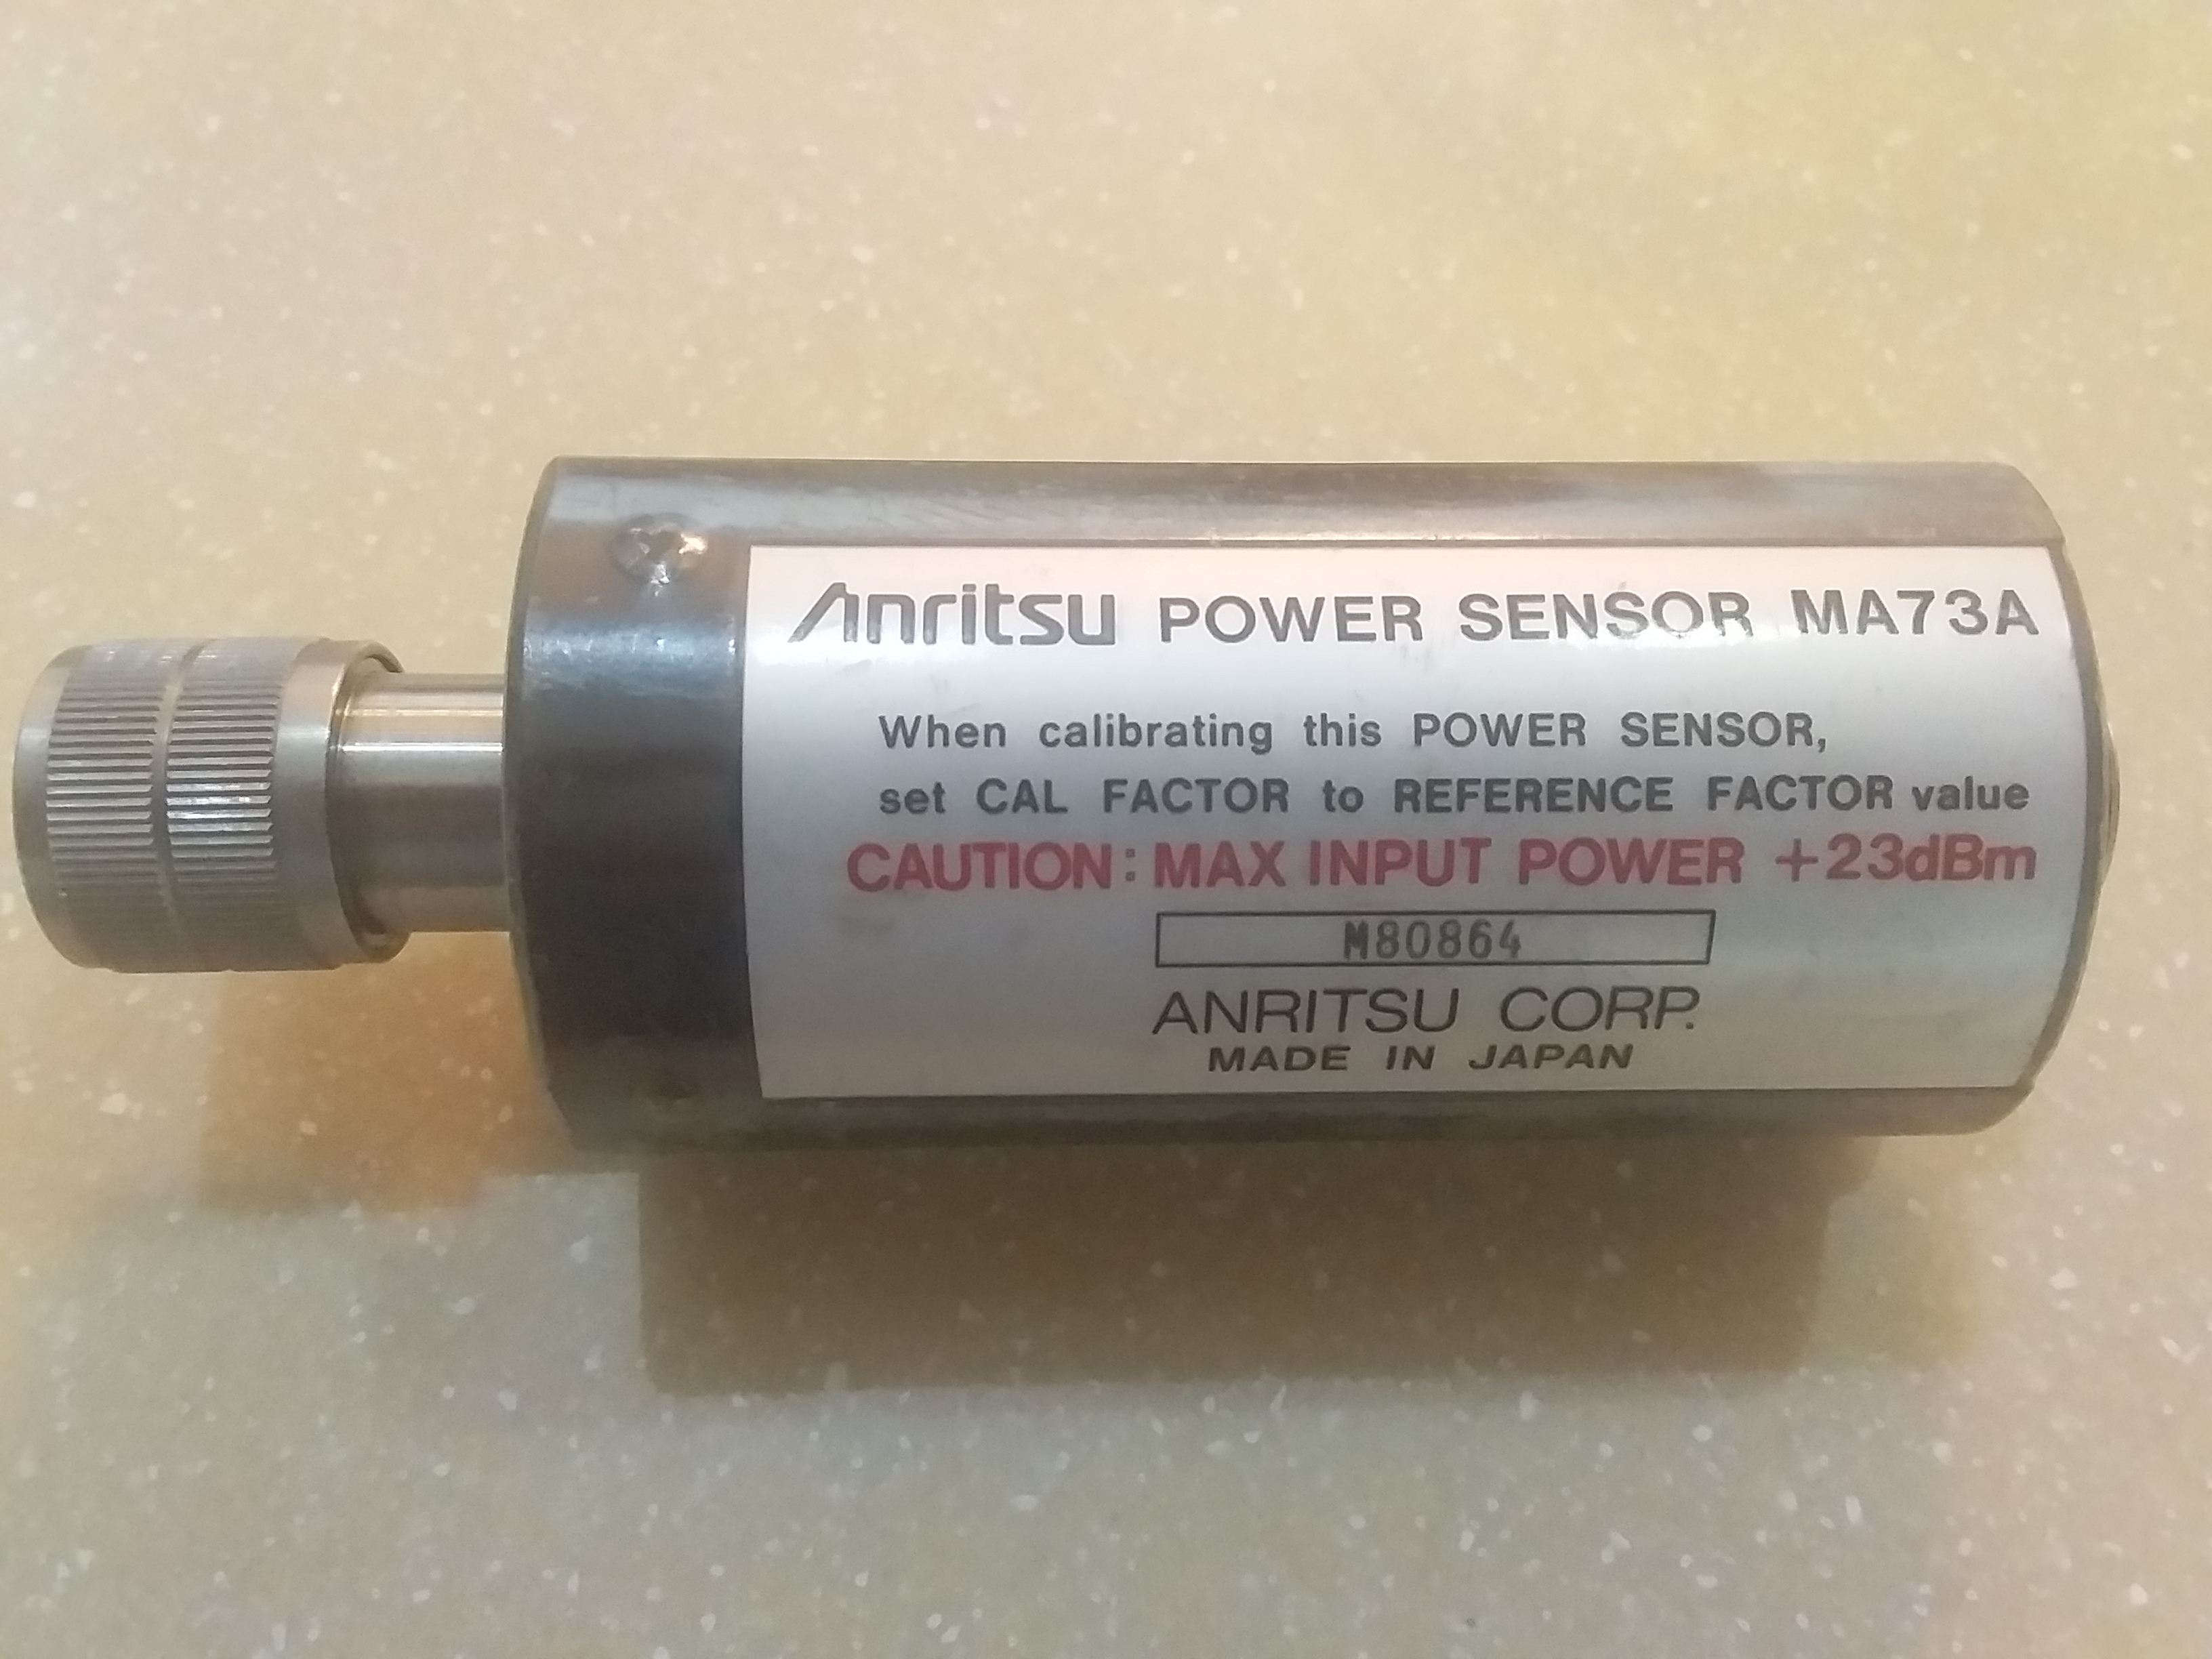 Anritsu POWER SENSOR MA73A
When calibrating this POWER SENSOR,
set CAL FACTOR to REFERENCE FACTOR value
CAUTION: MAX INPUT POWER +23dBm
M80864
ANRITSU CORP.
MADE IN JAPAN